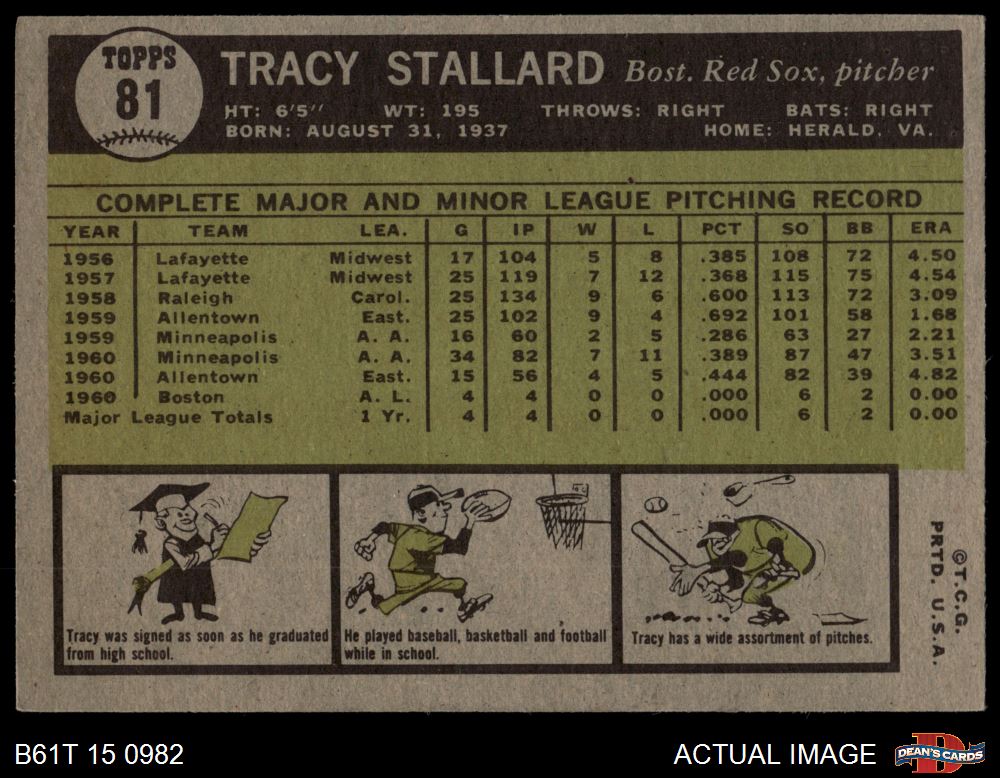 TOPPS
81
TRACY STALLARD Bost. Red Sox, pitcher
HT: 6'5'' WT: 195 THROWS: RIGHT BATS: RIGHT
BORN: AUGUST 31, 1937 HOME: HERALD, VA.
COMPLETE MAJOR AND MINOR LEAGUE PITCHING RECORD
YEAR TEAM LEA. G IP W L PCT SO BB ERA
1956 Lafayette Midwest 17 104 5 8 .385 108 72 4.50
1957 Lafayette Midwest 25 119 7 12 .368 115 75 4.54
1958 Raleigh Carol. 25 134 9 6 .600 113 72 3.09
1959 Allentown East. 25 102 9 4 .692 101 58 1.68
1959 Minneapolis A. A. 16 60 2 5 .286 63 27 2.21
1960 Minneapolis A. A. 34 82 7 11 .389 87 47 3.51
1960 Allentown East. 15 56 4 5 .444 82 39 4.82
1960 Boston A. L. 4 4 0 0 .000 6 2 0.00
Major League Totals 1 Yr. 4 4 0 0 .000 6 2 0.00
Tracy was signed as soon as he graduated
from high school.
He played baseball, basketball and football
while in school.
Tracy has a wide assortment of pitches.
©T.C.G.
PRTD. U.S.A.
B61T 15 0982
ACTUAL IMAGE
DEAN'S CARDS